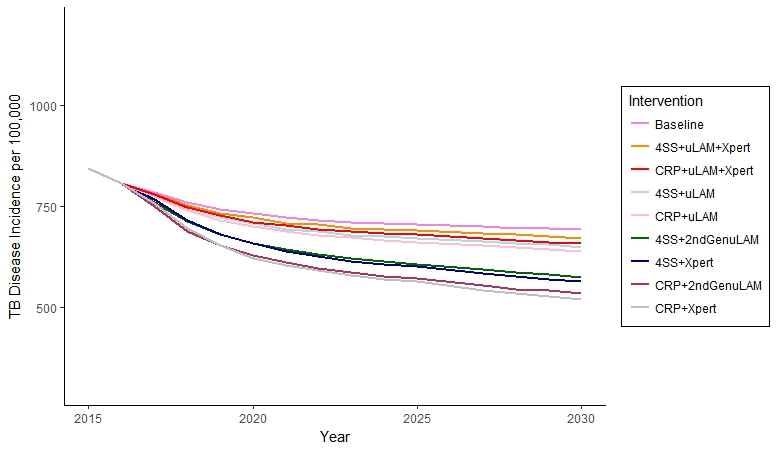 TB Disease Incidence per 100,000
1000
750
500
2015
2020
2025
2030
Year
Intervention
Baseline
4SS+uLAM+Xpert
CRP+uLAM+Xpert
4SS+uLAM
CRP+uLAM
4SS+2ndGenuLAM
4SS+Xpert
CRP+2ndGenuLAM
CRP+Xpert